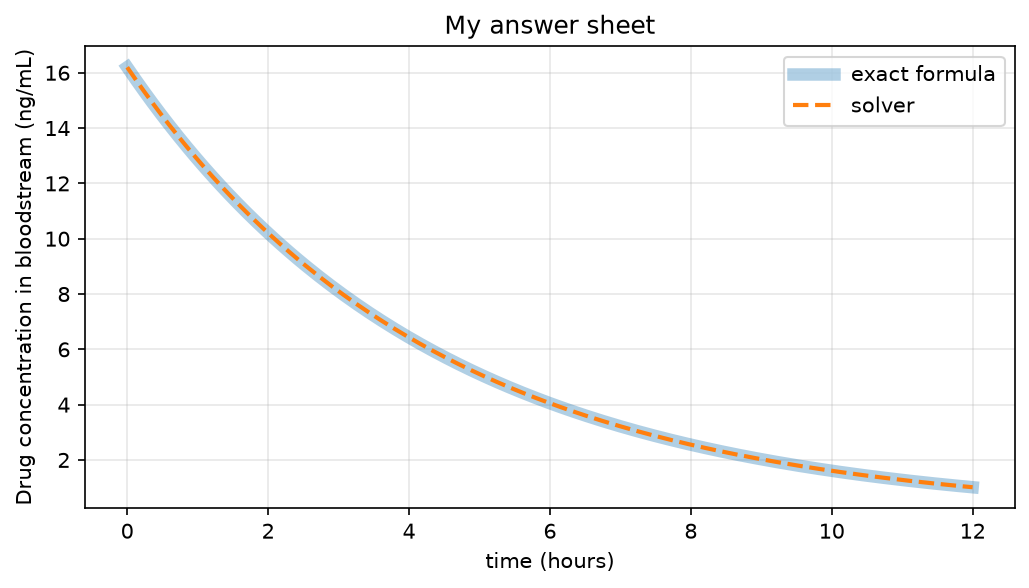 My answer sheet
Drug concentration in bloodstream (ng/mL)
16
14
12
10
8
6
4
2
exact formula
solver
0 2 4 6 8 10 12
time (hours)